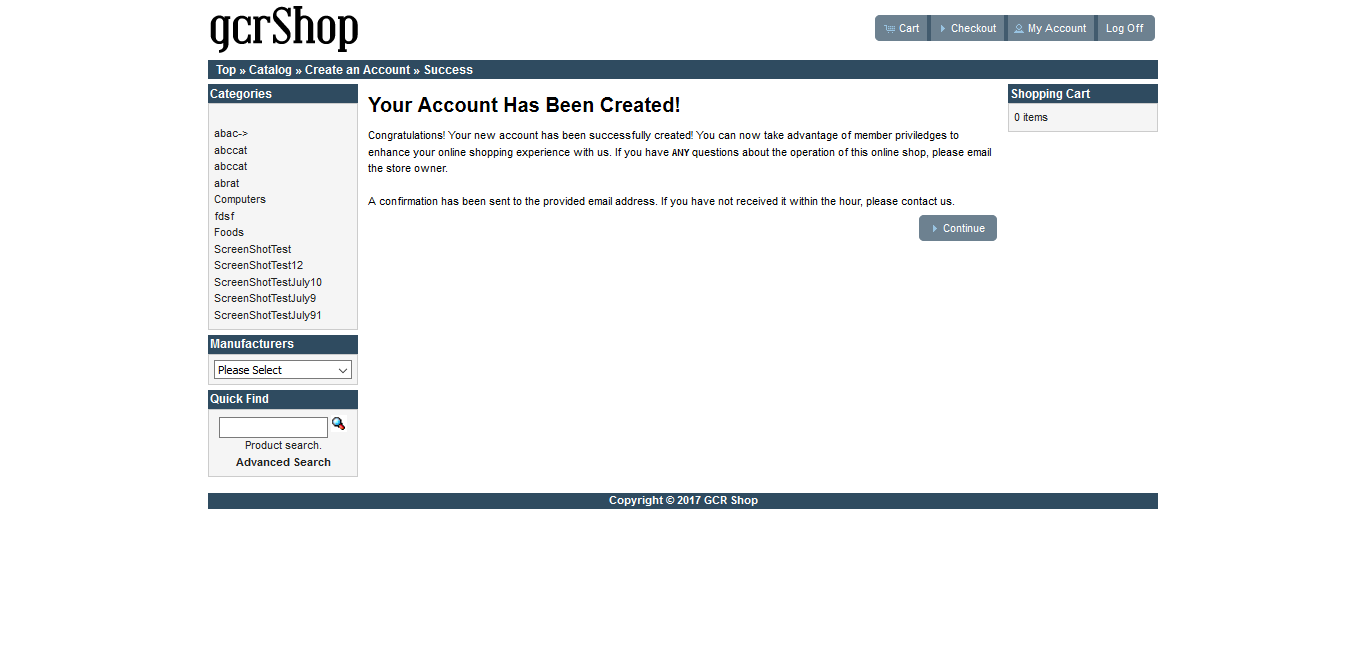 gcrShop
Cart
Checkout
My Account
Log Off
Top » Catalog » Create an Account » Success
Categories
abac->
abccat
abccat
abrat
Computers
fdsf
Foods
ScreenShotTest
ScreenShotTest12
ScreenShotTestJuly10
ScreenShotTestJuly9
ScreenShotTestJuly91
Manufacturers
Please Select
Quick Find
Product search.
Advanced Search
Your Account Has Been Created!
Congratulations! Your new account has been successfully created! You can now take advantage of member priviledges to
enhance your online shopping experience with us. If you have ANY questions about the operation of this online shop, please email
the store owner.
A confirmation has been sent to the provided email address. If you have not received it within the hour, please contact us.
Continue
Shopping Cart
0 items
Copyright © 2017 GCR Shop